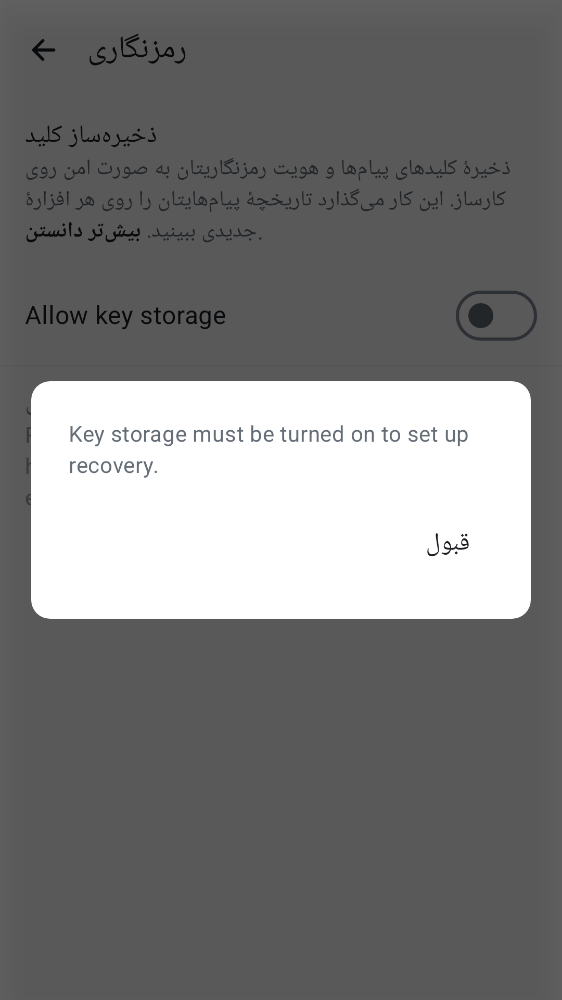 رمزنگاری
ذخیره‌ساز کلید
ذخیرهٔ کلیدهای پیام‌ها و هویت رمزنگاریتان به صورت امن روی
کارساز. این کار می‌گذارد تاریخچهٔ پیام‌هایتان را روی هر افزارهٔ
جدیدی ببینید. بیش‌تر دانستن.
Allow key storage
Key storage must be turned on to set up
recovery.
قبول